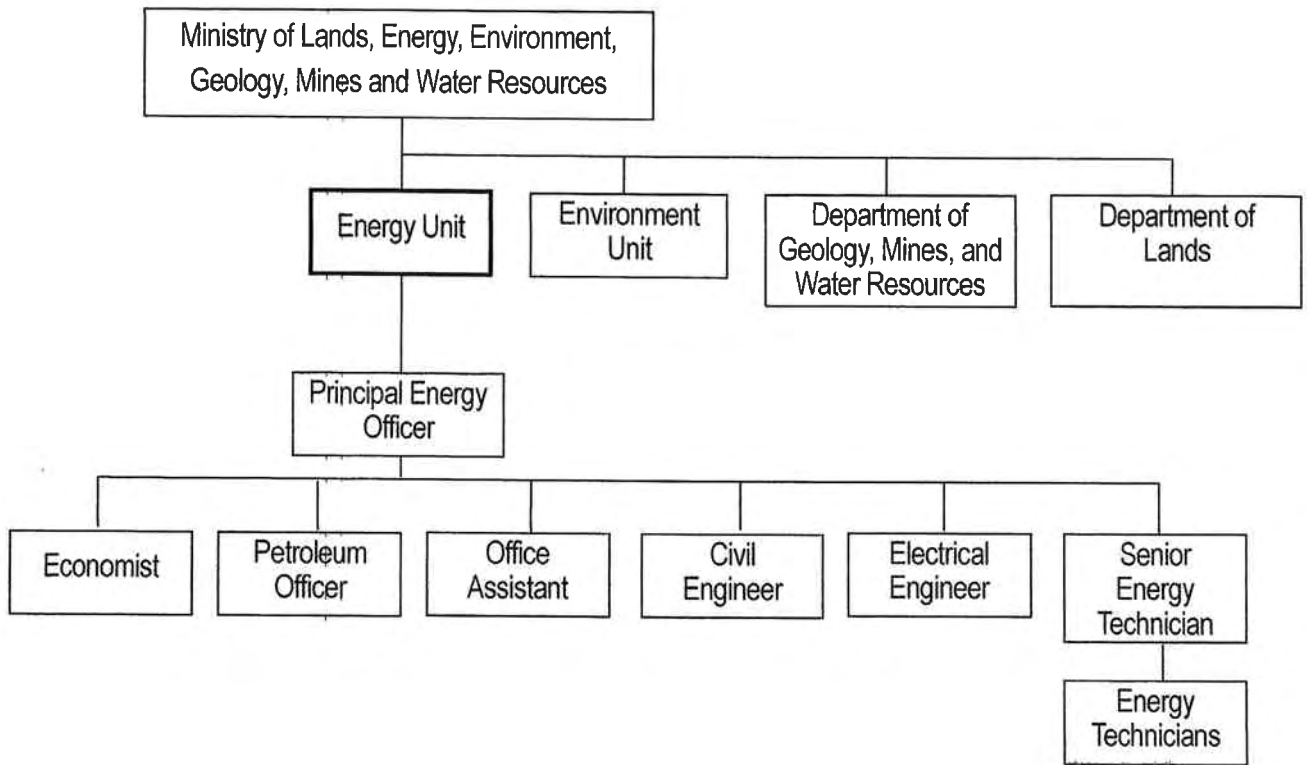 Ministry of Lands, Energy, Environment,
Geology, Mines and Water Resources
Energy Unit
Environment
Unit
Department of
Geology, Mines, and
Water Resources
Department of
Lands
Principal Energy
Officer
Economist
Petroleum
Officer
Office
Assistant
Civil
Engineer
Electrical
Engineer
Senior
Energy
Technician
Energy
Technicians